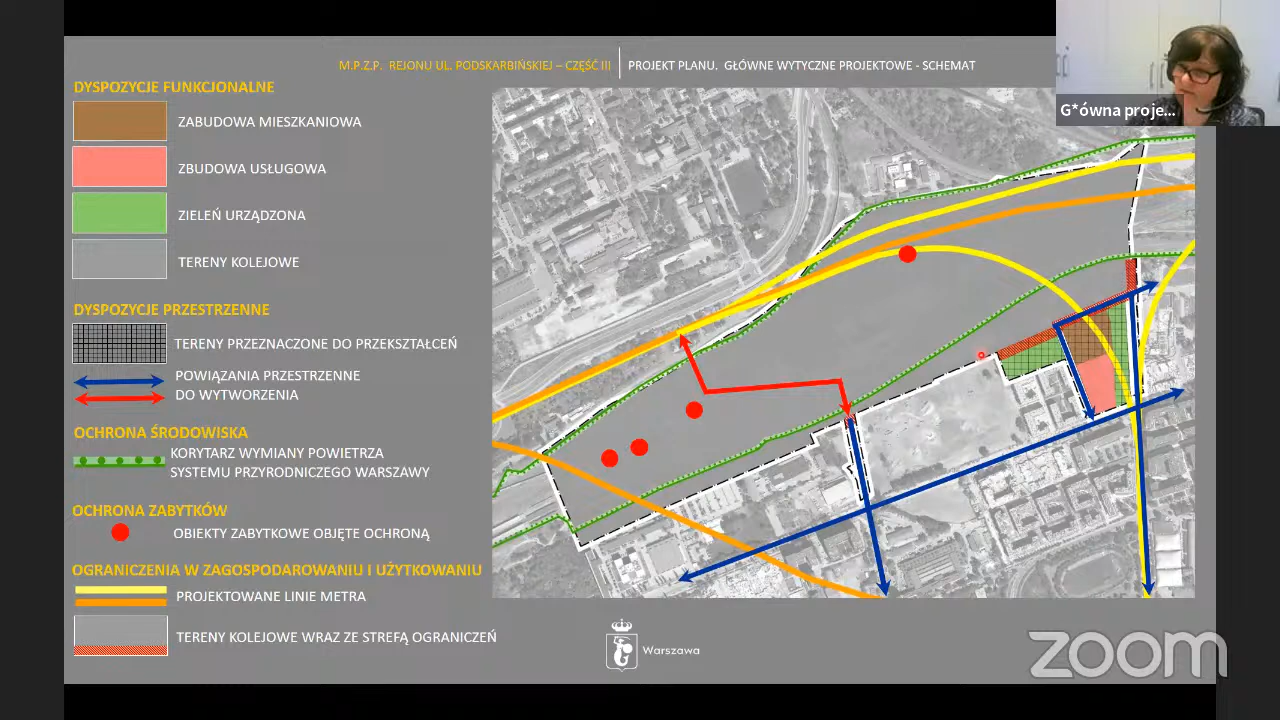 M.P.Z.P. REJONU UL. PODSKARBIŃSKIEJ – CZĘŚĆ III
PROJEKT PLANU. GŁÓWNE WYTYCZNE PROJEKTOWE - SCHEMAT
G*ówna proje...
DYSPOZYCJE FUNKCJONALNE
ZABUDOWA MIESZKANIOWA
ZBUDOWA USŁUGOWA
ZIELEŃ URZĄDZONA
TERENY KOLEJOWE
DYSPOZYCJE PRZESTRZENNE
TERENY PRZEZNACZONE DO PRZEKSZTAŁCEŃ
POWIĄZANIA PRZESTRZENNE
DO WYTWORZENIA
OCHRONA ŚRODOWISKA
KORYTARZ WYMIANY POWIETRZA
SYSTEMU PRZYRODNICZEGO WARSZAWY
OCHRONA ZABYTKÓW
OBIEKTY ZABYTKOWE OBJĘTE OCHRONĄ
OGRANICZENIA W ZAGOSPODAROWANIU I UŻYTKOWANIU
PROJEKTOWANE LINIE METRA
TERENY KOLEJOWE WRAZ ZE STREFĄ OGRANICZEŃ
Warszawa
zoom